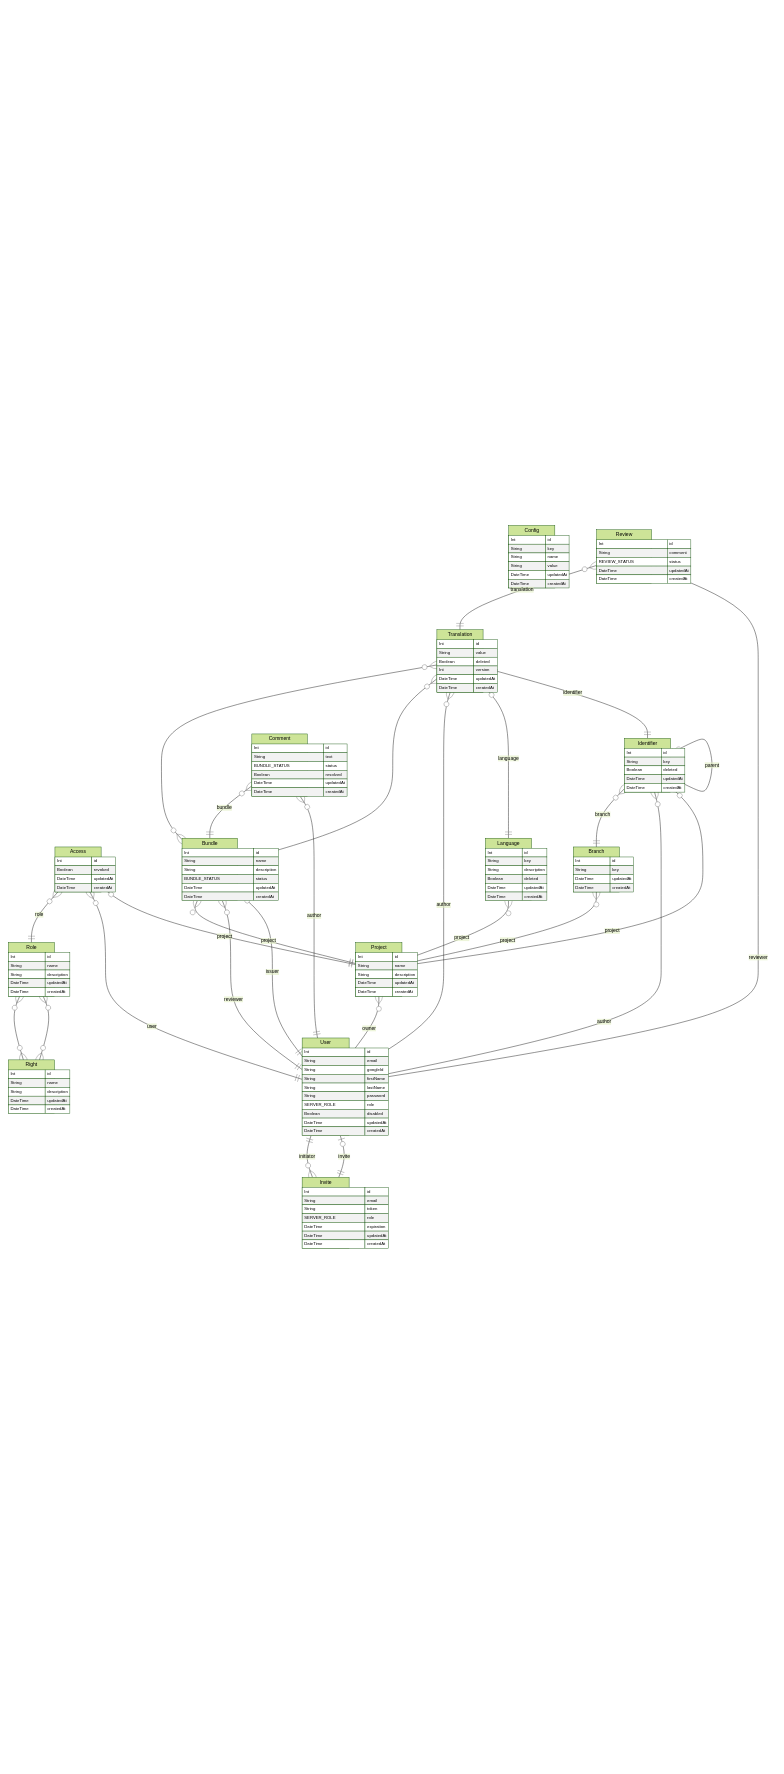 Config
Int id
String key
String name
String value
DateTime updatedAt
DateTime createdAt
Review
Int id
String comment
REVIEW_STATUS status
DateTime updatedAt
DateTime createdAt
translation
Translation
Int id
String value
Boolean deleted
Int version
DateTime updatedAt
DateTime createdAt
identifier
Comment
Int id
String text
BUNDLE_STATUS status
Boolean resolved
DateTime updatedAt
DateTime createdAt
language
Identifier
Int id
String key
Boolean deleted
DateTime updatedAt
DateTime createdAt
parent
bundle
branch
Access
Int id
Boolean revoked
DateTime updatedAt
DateTime createdAt
Bundle
Int id
String name
String description
BUNDLE_STATUS status
DateTime updatedAt
DateTime createdAt
Language
Int id
String key
String description
Boolean deleted
DateTime updatedAt
DateTime createdAt
Branch
Int id
String key
DateTime updatedAt
DateTime createdAt
role
author
author
project
project
project
project
project
reviewer
Role
Int id
String name
String description
DateTime updatedAt
DateTime createdAt
Project
Int id
String name
String description
DateTime updatedAt
DateTime createdAt
issuer
reviewer
user
owner
author
User
Int id
String email
String googleId
String firstName
String lastName
String password
SERVER_ROLE role
Boolean disabled
DateTime updatedAt
DateTime createdAt
Right
Int id
String name
String description
DateTime updatedAt
DateTime createdAt
initiator
invite
Invite
Int id
String email
String token
SERVER_ROLE role
DateTime expiration
DateTime updatedAt
DateTime createdAt